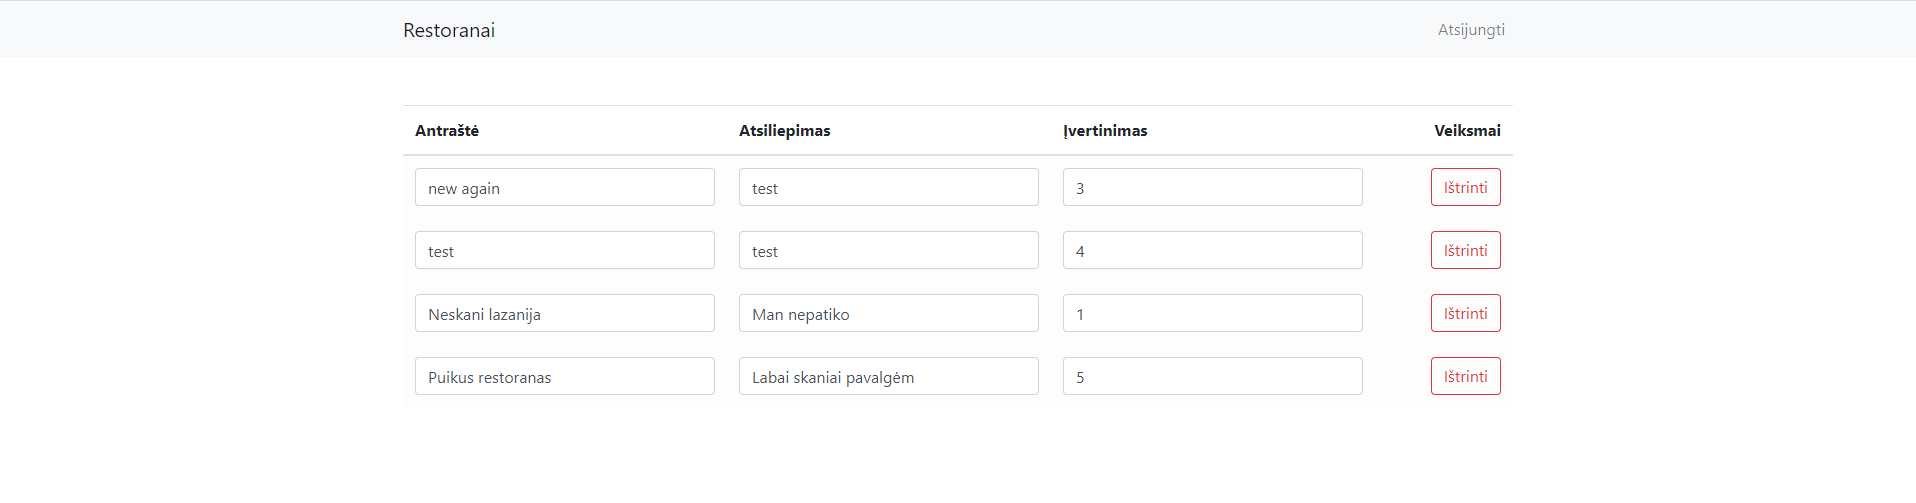 Restoranai Atsijungti
Antraštė Atsiliepimas Įvertinimas Veiksmai
new again test 3 Ištrinti
test test 4 Ištrinti
Neskani lazanija Man nepatiko 1 Ištrinti
Puikus restoranas Labai skaniai pavalgėm 5 Ištrinti